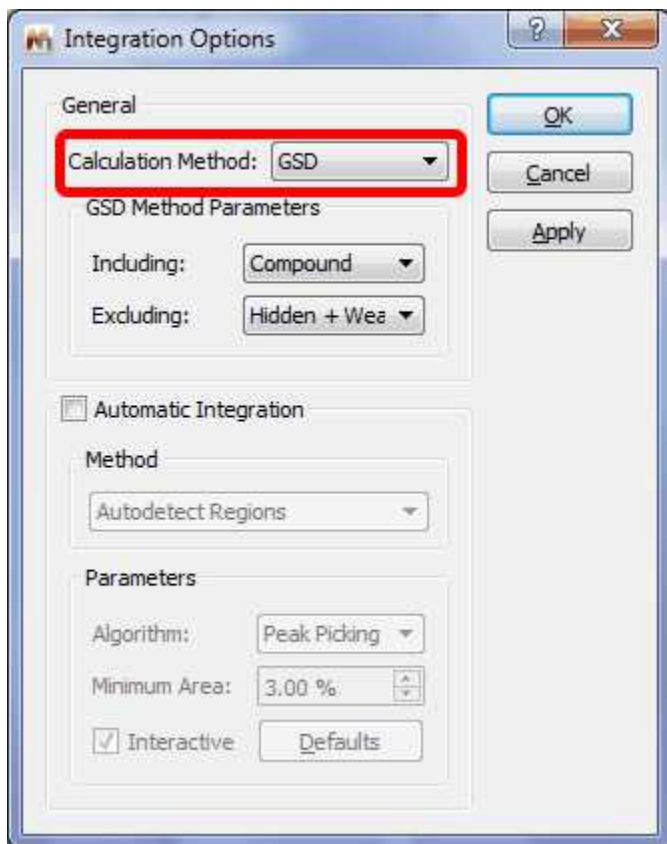 Integration Options
General
OK
Calculation Method: GSD
Cancel
GSD Method Parameters
Apply
Including: Compound
Excluding: Hidden + Wea
Automatic Integration
Method
Autodetect Regions
Parameters
Algorithm: Peak Picking
Minimum Area: 3.00 %
Interactive Defaults